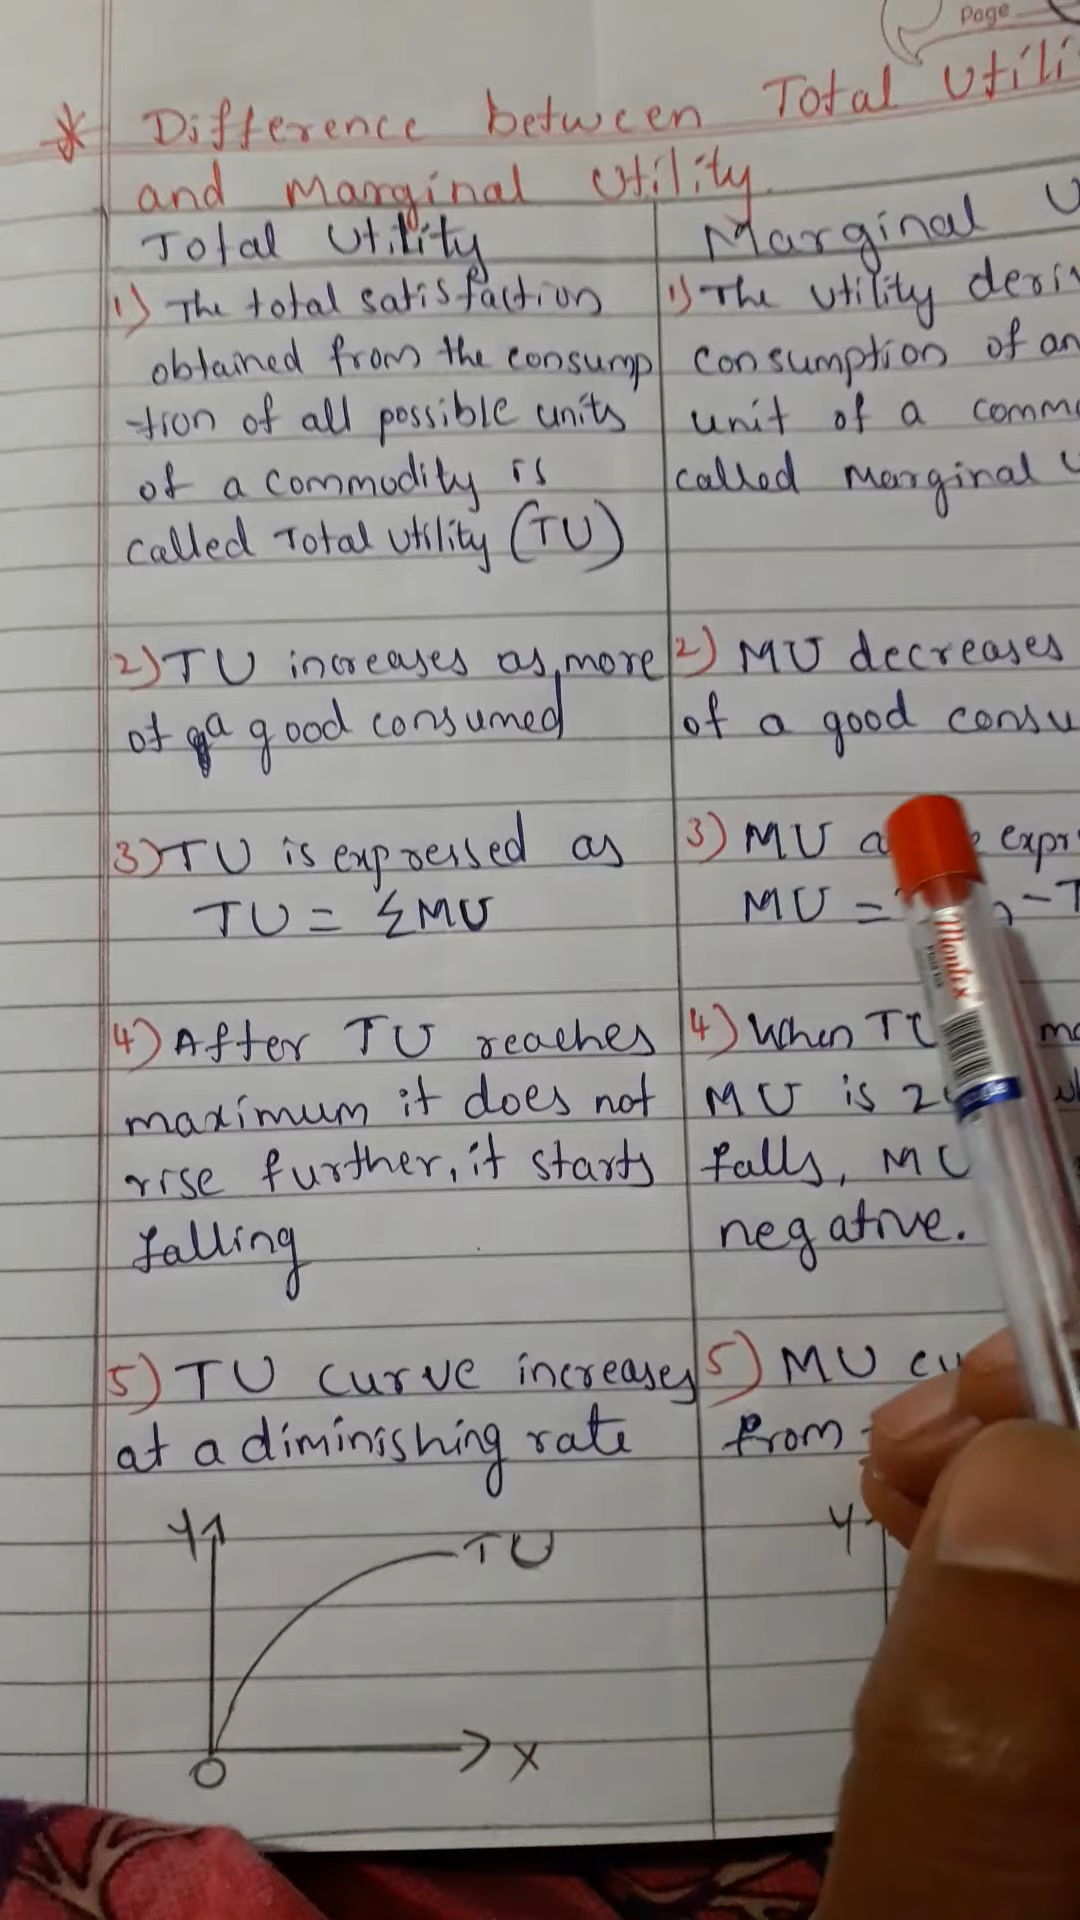 Page
* Difference between Total Utili
and Marginal Utility.
Total Utility
1) The total satisfaction
obtained from the consump
-tion of all possible units
of a commodity is
called Total Utility (TU)
2) TU increases as more
of a good consumed
3) TU is expressed as
TU = ΣMU
4) After TU reaches
maximum it does not
rise further, it starts
falling
5) TU curve increases
at a diminishing rate
Y
TU
O
X
Marginal U
1) The utility deri
consumption of an
unit of a comm
called Marginal U
2) MU decreases
of a good consu
3) MU expr
MU = -T
4) When
MU is
falls,
negative.
5) MU cu
from
Y
Montex